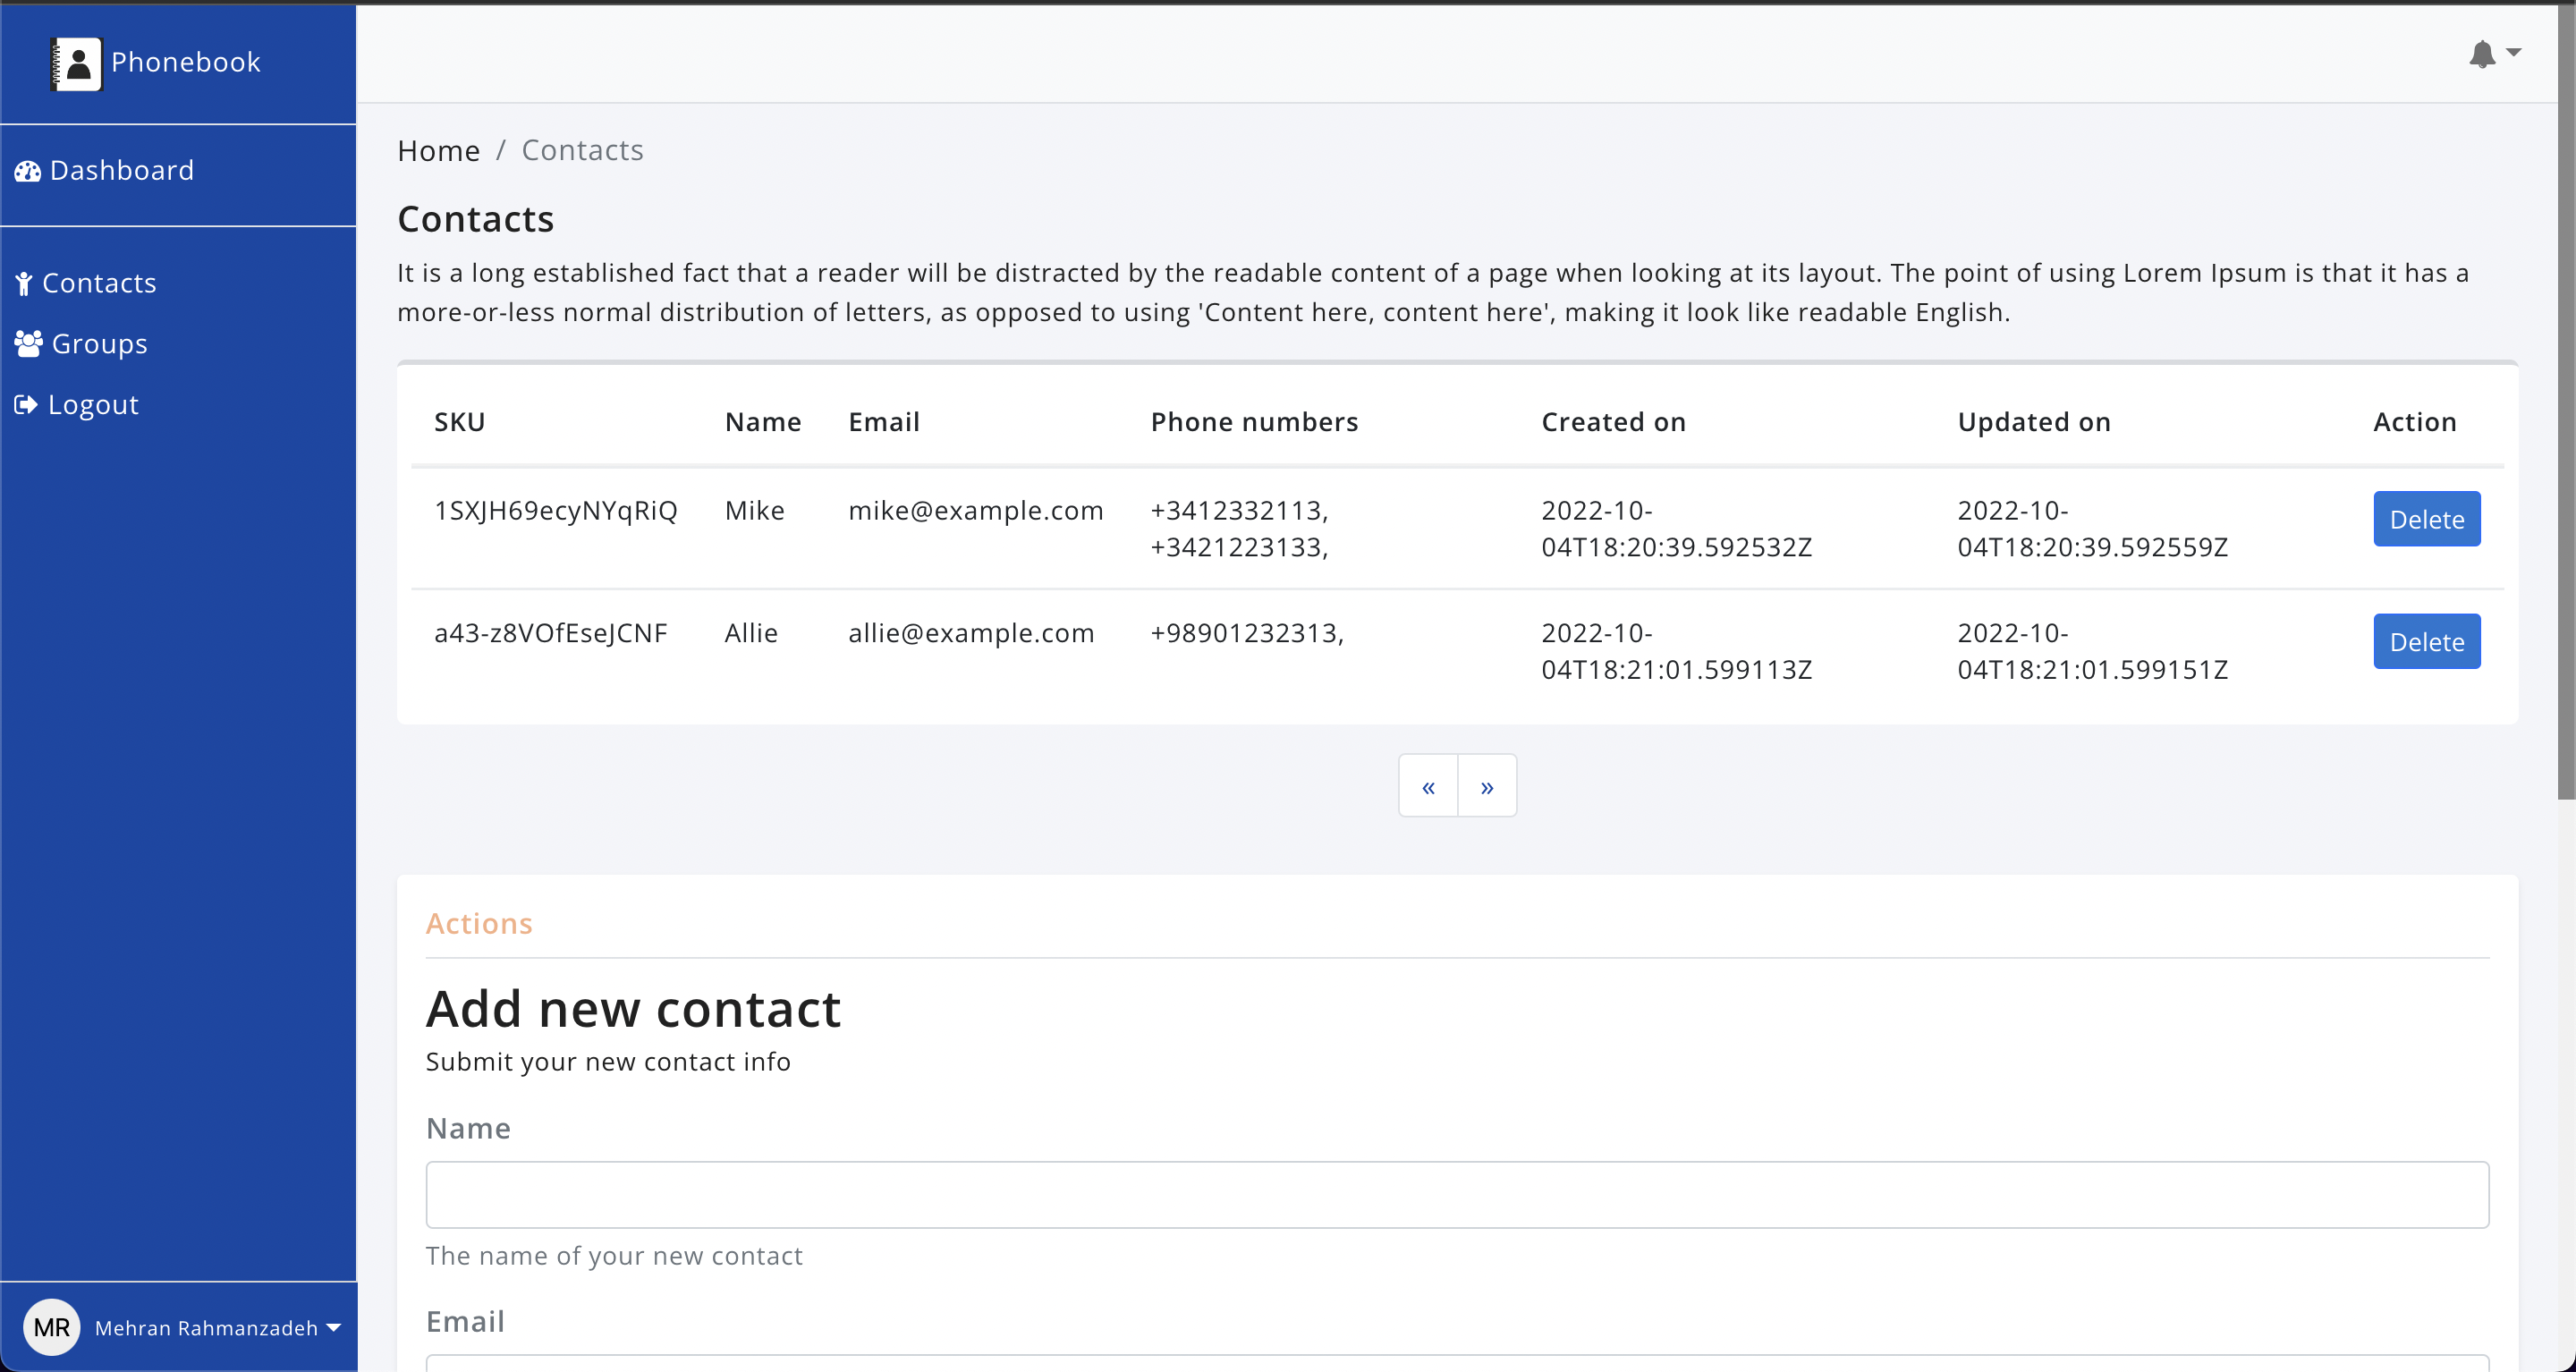 Phonebook
Dashboard
Contacts
Groups
Logout
MR Mehran Rahmanzadeh
Home / Contacts
Contacts
It is a long established fact that a reader will be distracted by the readable content of a page when looking at its layout. The point of using Lorem Ipsum is that it has a
more-or-less normal distribution of letters, as opposed to using 'Content here, content here', making it look like readable English.
SKU Name Email Phone numbers Created on Updated on Action
1SXJH69ecyNYqRiQ Mike mike@example.com +3412332113, 2022-10- 2022-10- Delete
+3421223133, 04T18:20:39.592532Z 04T18:20:39.592559Z
a43-z8VOfEseJCNF Allie allie@example.com +98901232313, 2022-10- 2022-10- Delete
04T18:21:01.599113Z 04T18:21:01.599151Z
« »
Actions
Add new contact
Submit your new contact info
Name
The name of your new contact
Email